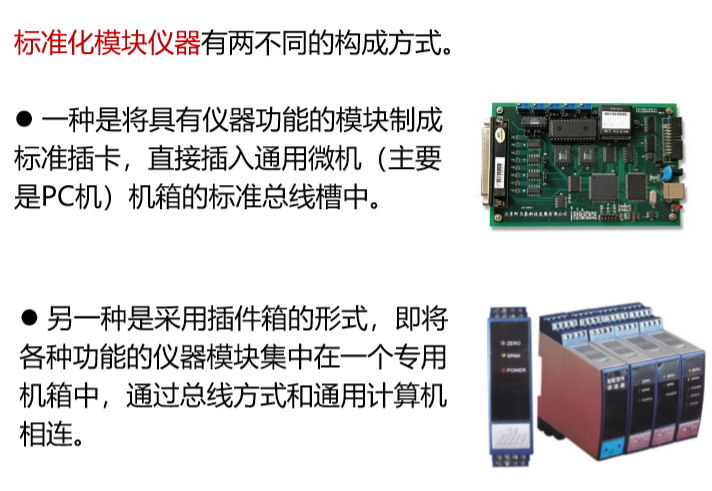 标准化模块仪器有两不同的构成方式。
● 一种是将具有仪器功能的模块制成
标准插卡，直接插入通用微机（主要
是PC机）机箱的标准总线槽中。
● 另一种是采用插件箱的形式，即将
各种功能的仪器模块集中在一个专用
机箱中，通过总线方式和通用计算机
相连。
ZERO
SPAN
POWER